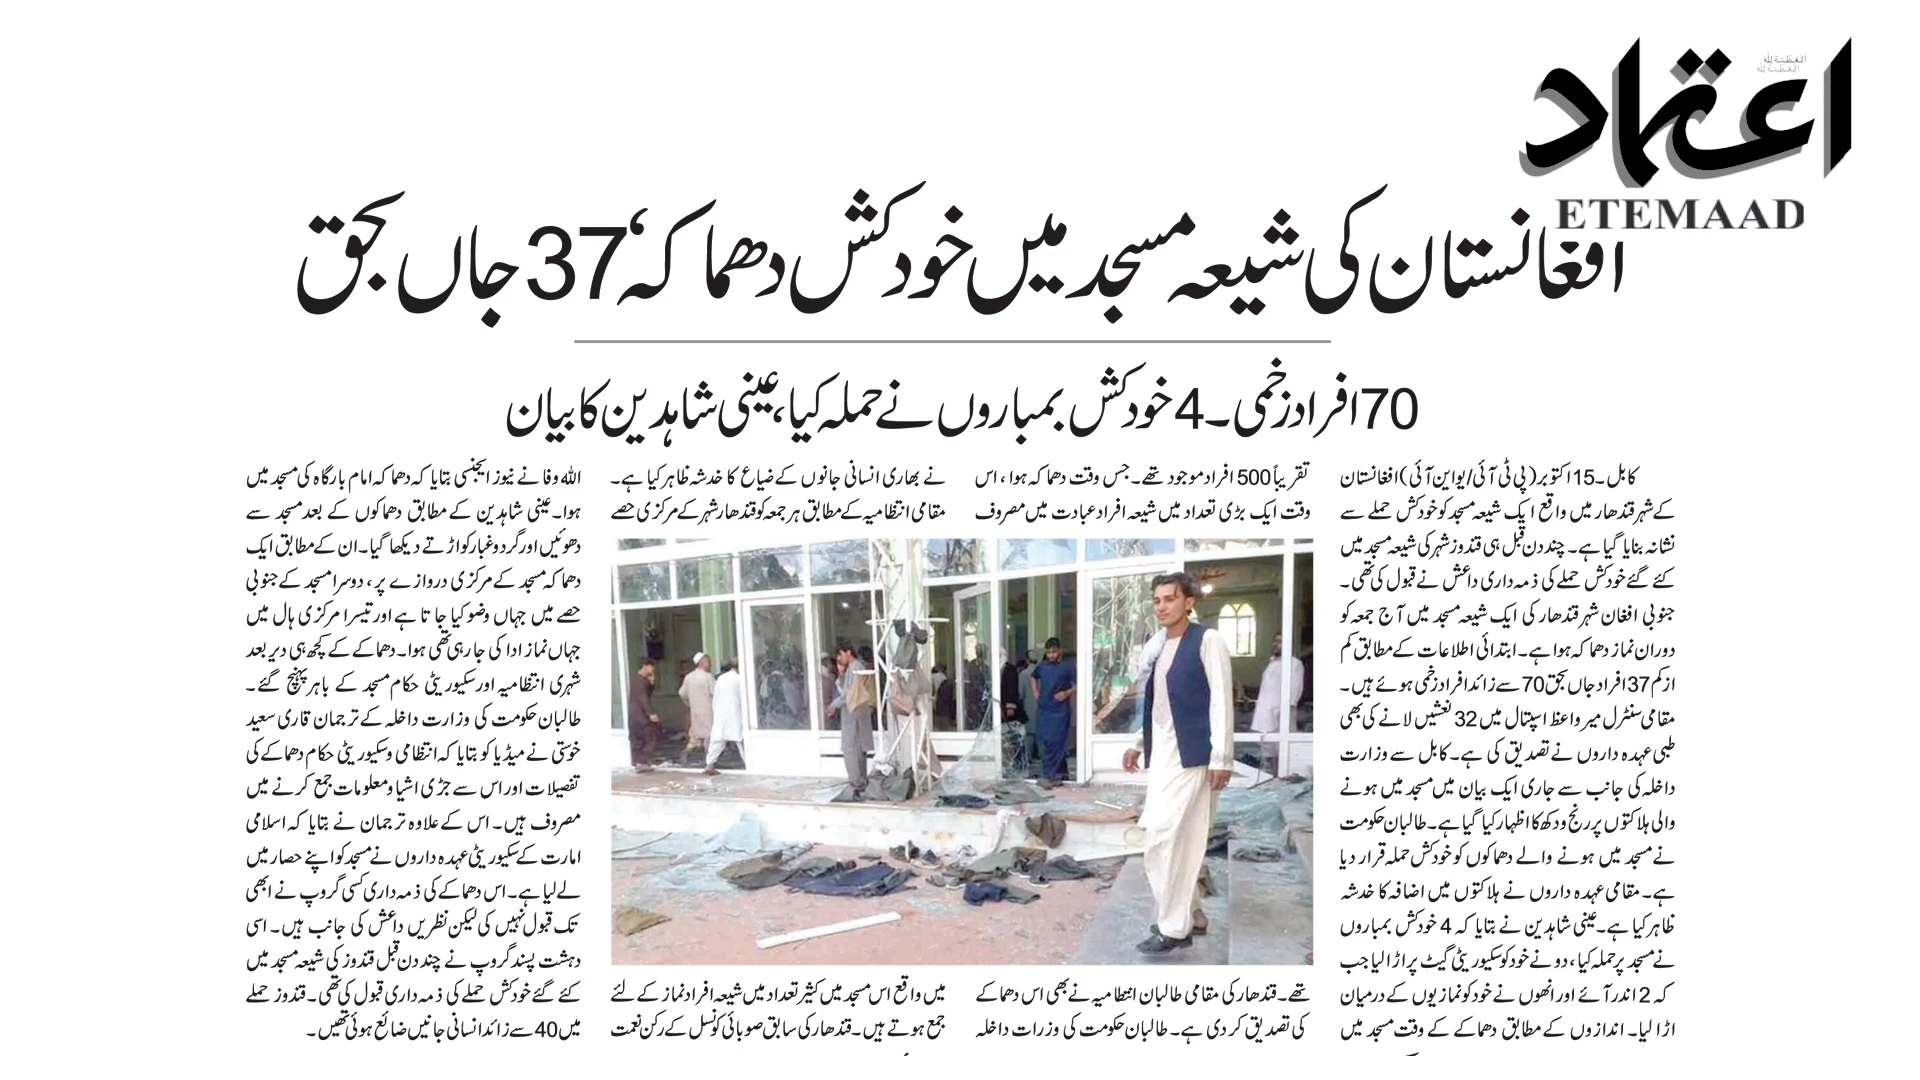 اعتماد
ETEMAAD
افغانستان کی شیعہ مسجد میں خودکش دھماکہ‘ 37 جاں بحق
70 افراد زخمی۔ 4 خودکش بمباروں نے حملہ کیا، عینی شاہدین کا بیان
کابل۔ 15 اکتوبر (پی ٹی آئی/یو این آئی) افغانستان
کے شہر قندھار میں واقع ایک شیعہ مسجد کو خودکش حملے سے
نشانہ بنایا گیا ہے۔ چند دن قبل ہی قندوز شہر کی شیعہ مسجد میں
کئے گئے خودکش حملے کی ذمہ داری داعش نے قبول کی تھی۔
جنوبی افغان شہر قندھار کی ایک شیعہ مسجد میں آج جمعہ کو
دوران نماز دھماکہ ہوا ہے۔ ابتدائی اطلاعات کے مطابق کم
از کم 37 افراد جاں بحق 70 سے زائد افراد زخمی ہوئے ہیں۔
مقامی سنٹرل میر واعظ اسپتال میں 32 نعشیں لانے کی بھی
طبی عہدہ داروں نے تصدیق کی ہے۔ کابل سے وزارت
داخلہ کی جانب سے جاری ایک بیان میں مسجد میں ہونے
والی ہلاکتوں پر رنج و دکھ کا اظہار کیا گیا ہے۔ طالبان حکومت
نے مسجد میں ہونے والے دھماکوں کو خودکش حملہ قرار دیا
ہے۔ مقامی عہدہ داروں نے ہلاکتوں میں اضافہ کا خدشہ
ظاہر کیا ہے۔ عینی شاہدین نے بتایا کہ 4 خودکش بمباروں
نے مسجد پر حملہ کیا، دو نے خود کو سکیوریٹی گیٹ پر اڑا لیا جب
کہ 2 اندر آئے اور انھوں نے خود کو نمازیوں کے درمیان
اڑا لیا۔ اندازوں کے مطابق دھماکے کے وقت مسجد میں
تقریباً 500 افراد موجود تھے۔ جس وقت دھماکہ ہوا، اس
وقت ایک بڑی تعداد میں شیعہ افراد عبادت میں مصروف
تھے۔ قندھار کی مقامی طالبان انتظامیہ نے بھی اس دھماکے
کی تصدیق کر دی ہے۔ طالبان حکومت کی وزرات داخلہ
نے بھاری انسانی جانوں کے ضیاع کا خدشہ ظاہر کیا ہے۔
مقامی انتظامیہ کے مطابق ہر جمعہ کو قندھار شہر کے مرکزی حصے
میں واقع اس مسجد میں کثیر تعداد میں شیعہ افراد نماز کے لئے
جمع ہوتے ہیں۔ قندھار کی سابق صوبائی کونسل کے رکن نعمت
اللہ وفا نے نیوز ایجنسی بتایا کہ دھماکہ امام بارگاہ کی مسجد میں
ہوا۔ عینی شاہدین کے مطابق دھماکوں کے بعد مسجد سے
دھوئیں اور گرد و غبار کو اڑتے دیکھا گیا۔ ان کے مطابق ایک
دھماکہ مسجد کے مرکزی دروازے پر، دوسرا مسجد کے جنوبی
حصے میں جہاں وضو کیا جاتا ہے اور تیسرا مرکزی ہال میں
جہاں نماز ادا کی جا رہی تھی ہوا۔ دھماکے کے کچھ ہی دیر بعد
شہری انتظامیہ اور سکیوریٹی حکام مسجد کے باہر پہنچ گئے۔
طالبان حکومت کی وزارت داخلہ کے ترجمان قاری سعید
خوستی نے میڈیا کو بتایا کہ انتظامی و سکیوریٹی حکام دھماکے کی
تفصیلات اور اس سے جڑی اشیا و معلومات جمع کرنے میں
مصروف ہیں۔ اس کے علاوہ ترجمان نے بتایا کہ اسلامی
امارت کے سکیوریٹی عہدہ داروں نے مسجد کو اپنے حصار میں
لے لیا ہے۔ اس دھماکے کی ذمہ داری کسی گروپ نے ابھی
تک قبول نہیں کی لیکن نظریں داعش کی جانب ہیں۔ اسی
دہشت پسند گروپ نے چند دن قبل قندوز کی شیعہ مسجد میں
کئے گئے خودکش حملے کی ذمہ داری قبول کی تھی۔ قندوز حملے
میں 40 سے زائد انسانی جانیں ضائع ہوئی تھیں۔